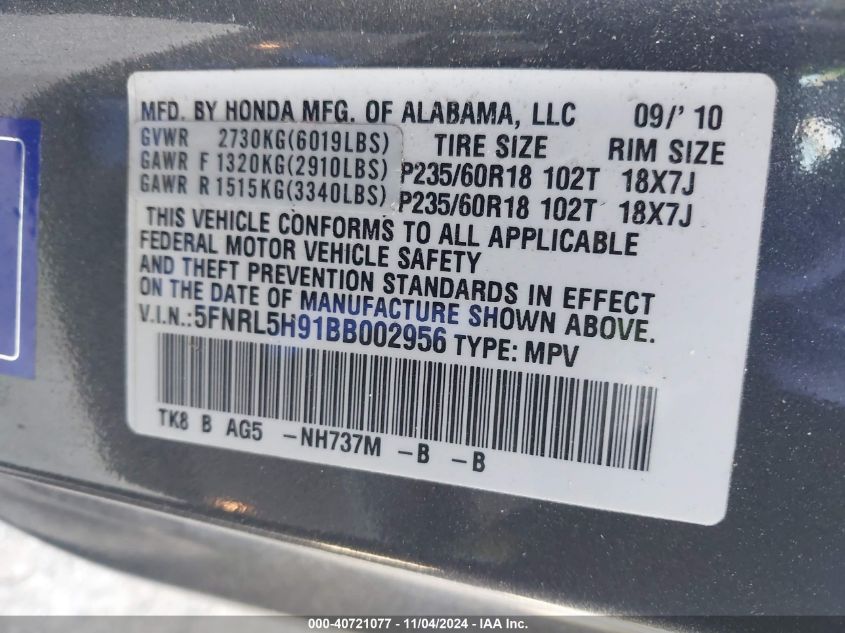 MFD. BY HONDA MFG. OF ALABAMA, LLC 09/' 10
GVWR 2730KG(6019LBS) TIRE SIZE RIM SIZE
GAWR F 1320KG(2910LBS) P235/60R18 102T 18X7J
GAWR R 1515KG(3340LBS) P235/60R18 102T 18X7J
THIS VEHICLE CONFORMS TO ALL APPLICABLE
FEDERAL MOTOR VEHICLE SAFETY
AND THEFT PREVENTION STANDARDS IN EFFECT
ON THE DATE OF MANUFACTURE SHOWN ABOVE.
V.I.N.:5FNRL5H91BB002956 TYPE: MPV
TK8 B AG5 -NH737M -B -B
000-40721077 - 11/04/2024 - IAA Inc.